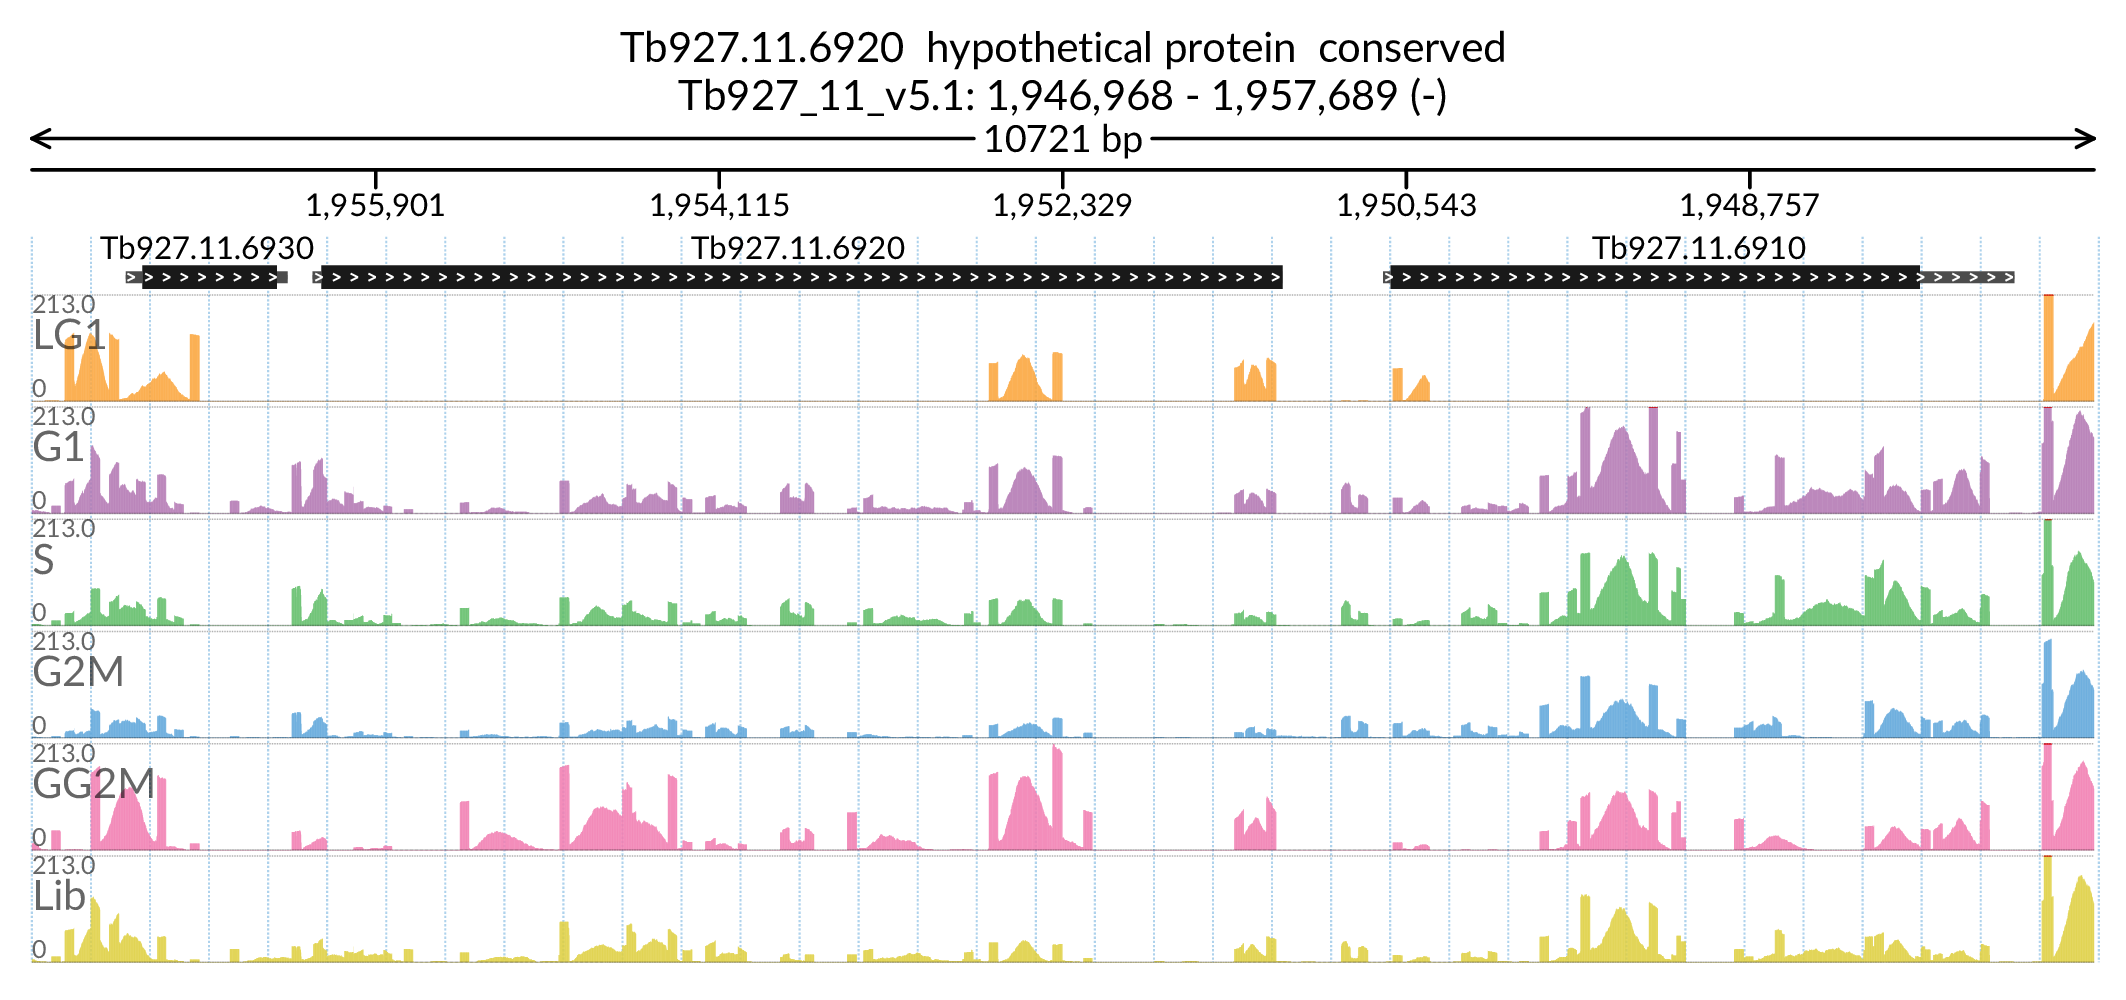 Tb927.11.6920 hypothetical protein conserved
Tb927_11_v5.1: 1,946,968 - 1,957,689 (-)
10721 bp
1,955,901 1,954,115 1,952,329 1,950,543 1,948,757
Tb927.11.6930 Tb927.11.6920 Tb927.11.6910
213.0
LG1
0
213.0
G1
0
213.0
S
0
213.0
G2M
0
213.0
GG2M
0
213.0
Lib
0